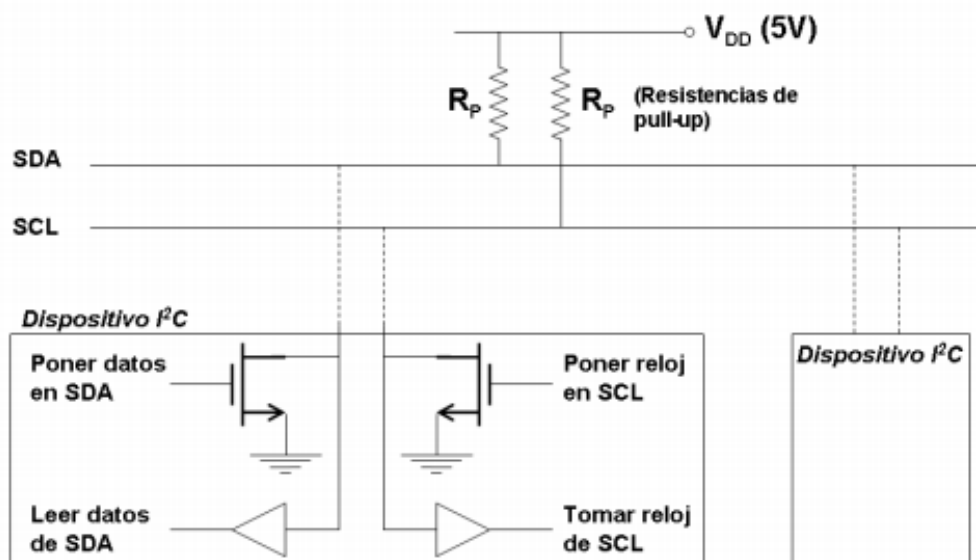 V_DD (5V)
R_P
R_P
(Resistencias de
pull-up)
SDA
SCL
Dispositivo I²C
Poner datos
en SDA
Poner reloj
en SCL
Dispositivo I²C
Leer datos
de SDA
Tomar reloj
de SCL